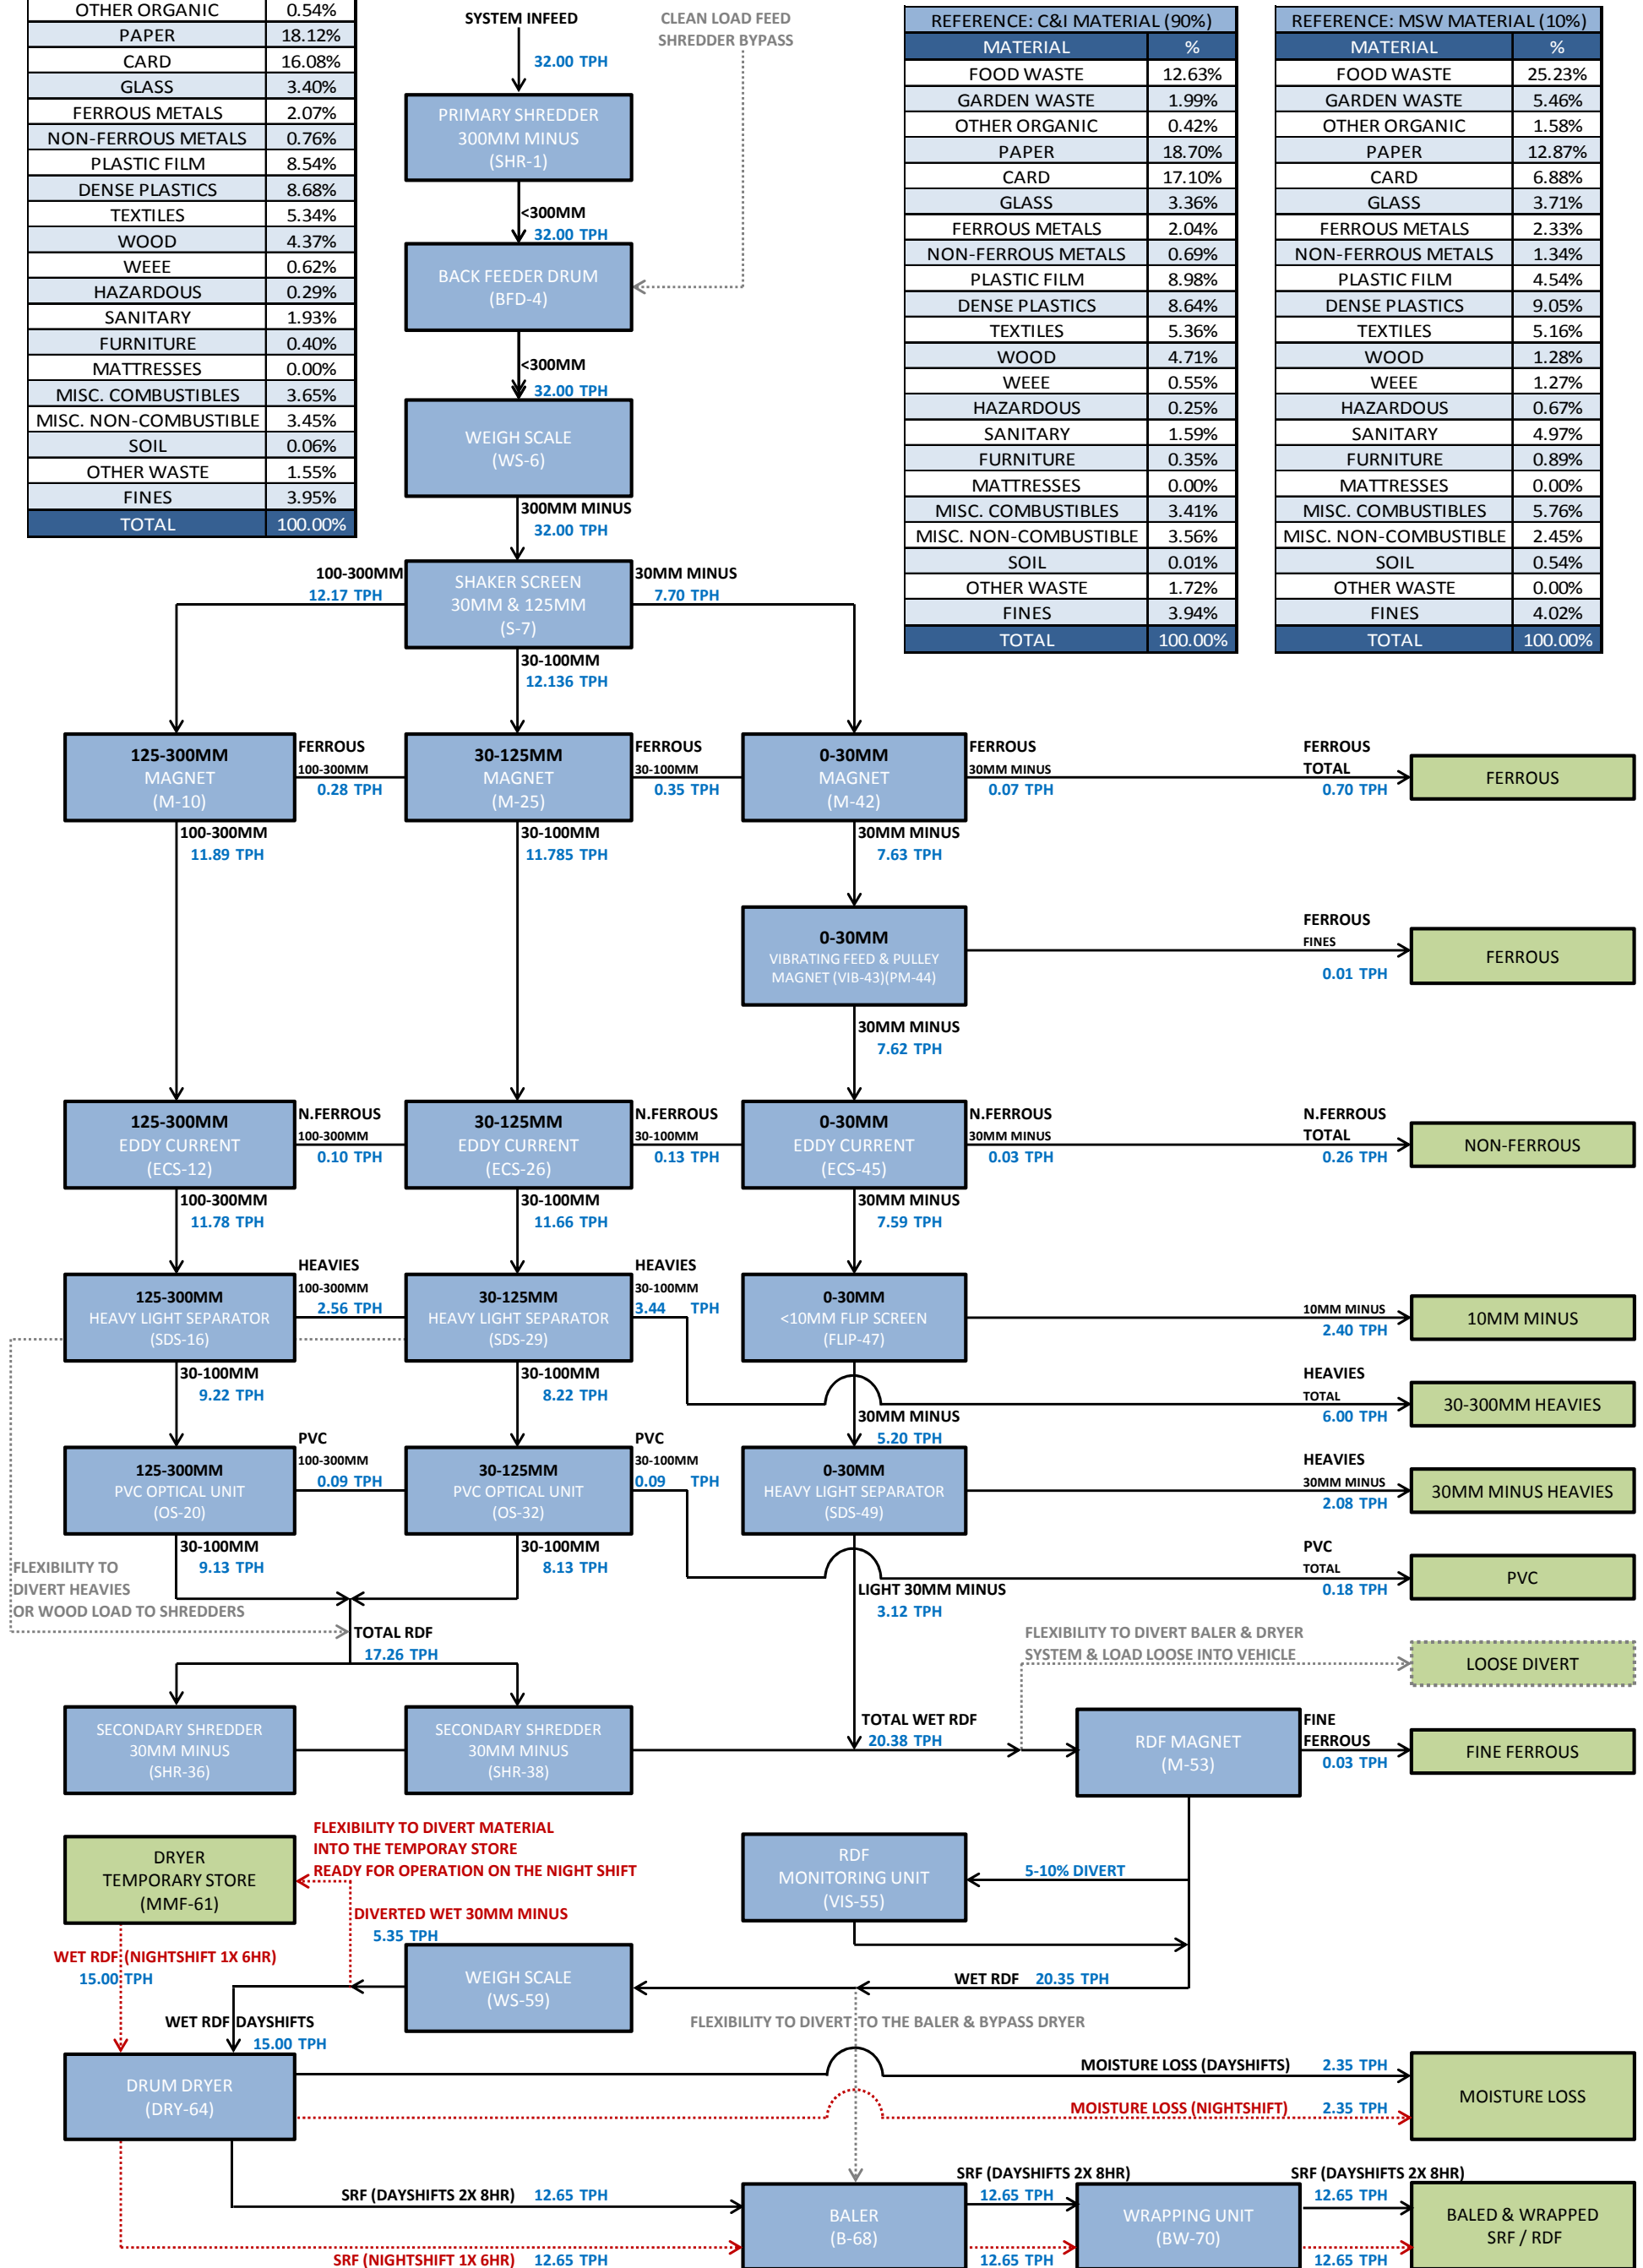 OTHER ORGANIC 0.54%
PAPER 18.12%
CARD 16.08%
GLASS 3.40%
FERROUS METALS 2.07%
NON-FERROUS METALS 0.76%
PLASTIC FILM 8.54%
DENSE PLASTICS 8.68%
TEXTILES 5.34%
WOOD 4.37%
WEEE 0.62%
HAZARDOUS 0.29%
SANITARY 1.93%
FURNITURE 0.40%
MATTRESSES 0.00%
MISC. COMBUSTIBLES 3.65%
MISC. NON-COMBUSTIBLE 3.45%
SOIL 0.06%
OTHER WASTE 1.55%
FINES 3.95%
TOTAL 100.00%
SYSTEM INFEED
32.00 TPH
CLEAN LOAD FEED
SHREDDER BYPASS
PRIMARY SHREDDER
300MM MINUS
(SHR-1)
<300MM
32.00 TPH
BACK FEEDER DRUM
(BFD-4)
<300MM
32.00 TPH
WEIGH SCALE
(WS-6)
300MM MINUS
32.00 TPH
REFERENCE: C&I MATERIAL (90%)
MATERIAL %
FOOD WASTE 12.63%
GARDEN WASTE 1.99%
OTHER ORGANIC 0.42%
PAPER 18.70%
CARD 17.10%
GLASS 3.36%
FERROUS METALS 2.04%
NON-FERROUS METALS 0.69%
PLASTIC FILM 8.98%
DENSE PLASTICS 8.64%
TEXTILES 5.36%
WOOD 4.71%
WEEE 0.55%
HAZARDOUS 0.25%
SANITARY 1.59%
FURNITURE 0.35%
MATTRESSES 0.00%
MISC. COMBUSTIBLES 3.41%
MISC. NON-COMBUSTIBLE 3.56%
SOIL 0.01%
OTHER WASTE 1.72%
FINES 3.94%
TOTAL 100.00%
REFERENCE: MSW MATERIAL (10%)
MATERIAL %
FOOD WASTE 25.23%
GARDEN WASTE 5.46%
OTHER ORGANIC 1.58%
PAPER 12.87%
CARD 6.88%
GLASS 3.71%
FERROUS METALS 2.33%
NON-FERROUS METALS 1.34%
PLASTIC FILM 4.54%
DENSE PLASTICS 9.05%
TEXTILES 5.16%
WOOD 1.28%
WEEE 1.27%
HAZARDOUS 0.67%
SANITARY 4.97%
FURNITURE 0.89%
MATTRESSES 0.00%
MISC. COMBUSTIBLES 5.76%
MISC. NON-COMBUSTIBLE 2.45%
SOIL 0.54%
OTHER WASTE 0.00%
FINES 4.02%
TOTAL 100.00%
100-300MM
12.17 TPH
SHAKER SCREEN
30MM & 125MM
(S-7)
30MM MINUS
7.70 TPH
30-100MM
12.136 TPH
125-300MM
MAGNET
(M-10)
FERROUS
100-300MM
0.28 TPH
30-125MM
MAGNET
(M-25)
FERROUS
30-100MM
0.35 TPH
0-30MM
MAGNET
(M-42)
FERROUS
30MM MINUS
0.07 TPH
FERROUS
TOTAL
0.70 TPH
FERROUS
100-300MM
11.89 TPH
30-100MM
11.785 TPH
30MM MINUS
7.63 TPH
0-30MM
VIBRATING FEED & PULLEY
MAGNET (VIB-43)(PM-44)
FERROUS
FINES
0.01 TPH
FERROUS
30MM MINUS
7.62 TPH
125-300MM
EDDY CURRENT
(ECS-12)
N.FERROUS
100-300MM
0.10 TPH
30-125MM
EDDY CURRENT
(ECS-26)
N.FERROUS
30-100MM
0.13 TPH
0-30MM
EDDY CURRENT
(ECS-45)
N.FERROUS
30MM MINUS
0.03 TPH
N.FERROUS
TOTAL
0.26 TPH
NON-FERROUS
100-300MM
11.78 TPH
30-100MM
11.66 TPH
30MM MINUS
7.59 TPH
125-300MM
HEAVY LIGHT SEPARATOR
(SDS-16)
HEAVIES
100-300MM
2.56 TPH
30-125MM
HEAVY LIGHT SEPARATOR
(SDS-29)
HEAVIES
30-100MM
3.44 TPH
0-30MM
<10MM FLIP SCREEN
(FLIP-47)
10MM MINUS
2.40 TPH
10MM MINUS
30-100MM
9.22 TPH
30-100MM
8.22 TPH
HEAVIES
TOTAL
6.00 TPH
30-300MM HEAVIES
30MM MINUS
5.20 TPH
125-300MM
PVC OPTICAL UNIT
(OS-20)
PVC
100-300MM
0.09 TPH
30-125MM
PVC OPTICAL UNIT
(OS-32)
PVC
30-100MM
0.09 TPH
0-30MM
HEAVY LIGHT SEPARATOR
(SDS-49)
HEAVIES
30MM MINUS
2.08 TPH
30MM MINUS HEAVIES
30-100MM
9.13 TPH
30-100MM
8.13 TPH
PVC
TOTAL
0.18 TPH
PVC
FLEXIBILITY TO
DIVERT HEAVIES
OR WOOD LOAD TO SHREDDERS
LIGHT 30MM MINUS
3.12 TPH
TOTAL RDF
17.26 TPH
FLEXIBILITY TO DIVERT BALER & DRYER
SYSTEM & LOAD LOOSE INTO VEHICLE
LOOSE DIVERT
SECONDARY SHREDDER
30MM MINUS
(SHR-36)
SECONDARY SHREDDER
30MM MINUS
(SHR-38)
TOTAL WET RDF
20.38 TPH
RDF MAGNET
(M-53)
FINE
FERROUS
0.03 TPH
FINE FERROUS
DRYER
TEMPORARY STORE
(MMF-61)
FLEXIBILITY TO DIVERT MATERIAL
INTO THE TEMPORAY STORE
READY FOR OPERATION ON THE NIGHT SHIFT
RDF
MONITORING UNIT
(VIS-55)
5-10% DIVERT
DIVERTED WET 30MM MINUS
5.35 TPH
WET RDF (NIGHTSHIFT 1X 6HR)
15.00 TPH
WEIGH SCALE
(WS-59)
WET RDF 20.35 TPH
WET RDF DAYSHIFTS
15.00 TPH
FLEXIBILITY TO DIVERT TO THE BALER & BYPASS DRYER
DRUM DRYER
(DRY-64)
MOISTURE LOSS (DAYSHIFTS) 2.35 TPH
MOISTURE LOSS (NIGHTSHIFT) 2.35 TPH
MOISTURE LOSS
SRF (DAYSHIFTS 2X 8HR) 12.65 TPH
SRF (NIGHTSHIFT 1X 6HR) 12.65 TPH
BALER
(B-68)
SRF (DAYSHIFTS 2X 8HR)
12.65 TPH
12.65 TPH
WRAPPING UNIT
(BW-70)
SRF (DAYSHIFTS 2X 8HR)
12.65 TPH
12.65 TPH
BALED & WRAPPED
SRF / RDF